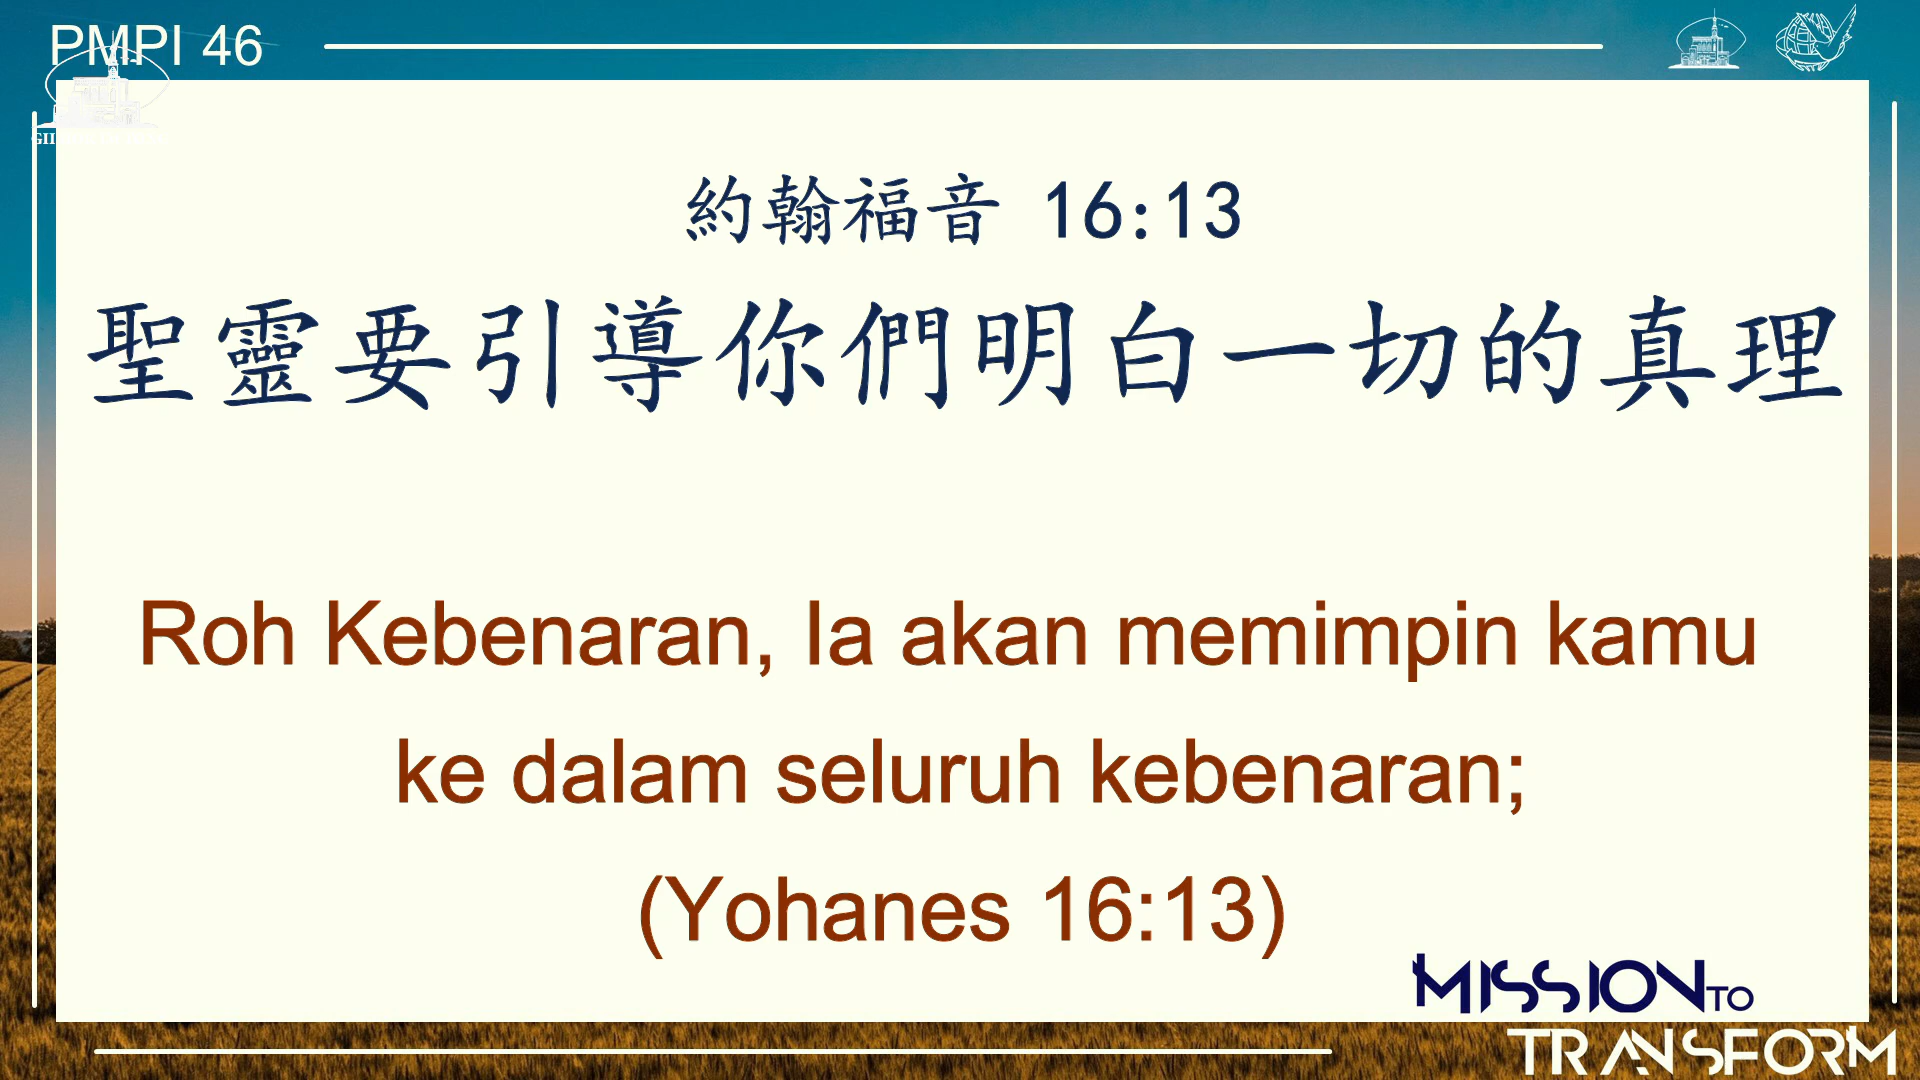 PMPI 46
約翰福音 16:13
聖靈要引導你們明白一切的真理
Roh Kebenaran, Ia akan memimpin kamu
ke dalam seluruh kebenaran;
(Yohanes 16:13)
MISSION TO
TRANSFORM